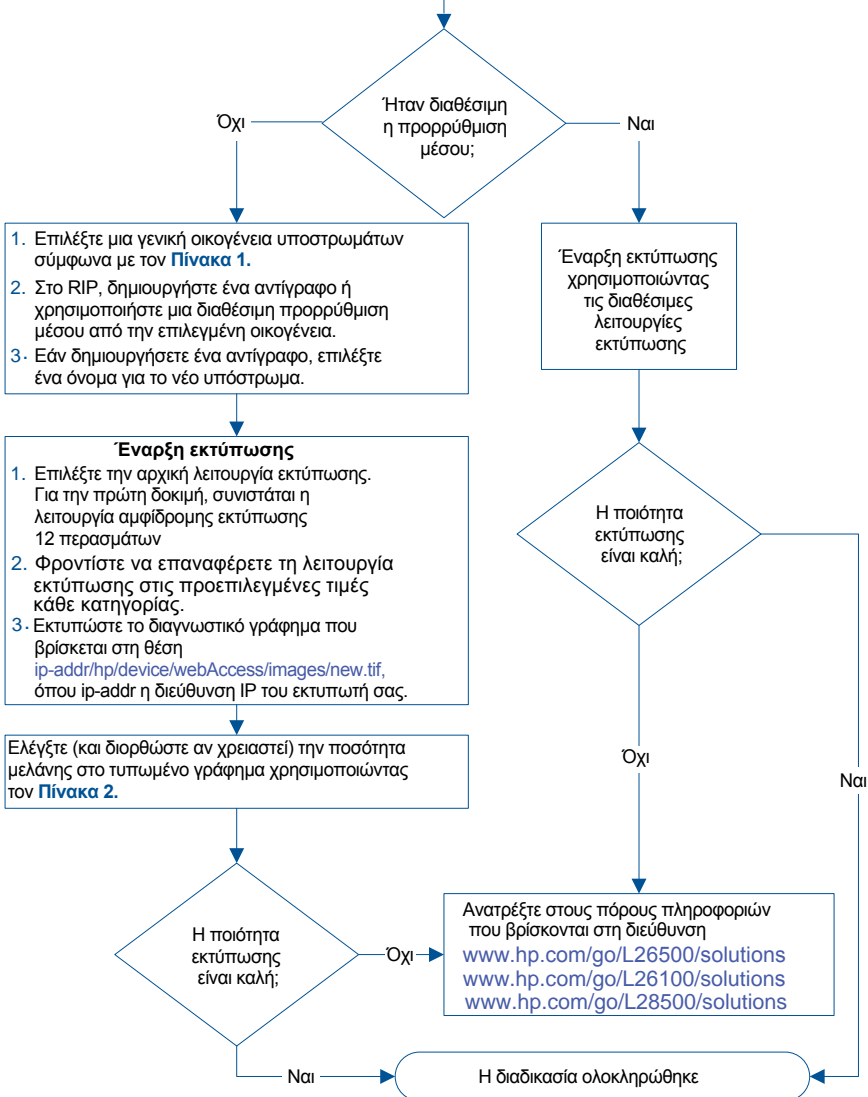 Ήταν διαθέσιμη
η προρρύθμιση
μέσου;
Όχι
Ναι
1. Επιλέξτε μια γενική οικογένεια υποστρωμάτων
σύμφωνα με τον Πίνακα 1.
2. Στο RIP, δημιουργήστε ένα αντίγραφο ή
χρησιμοποιήστε μια διαθέσιμη προρρύθμιση
μέσου από την επιλεγμένη οικογένεια.
3. Εάν δημιουργήσετε ένα αντίγραφο, επιλέξτε
ένα όνομα για το νέο υπόστρωμα.
Έναρξη εκτύπωσης
χρησιμοποιώντας
τις διαθέσιμες
λειτουργίες
εκτύπωσης
Έναρξη εκτύπωσης
1. Επιλέξτε την αρχική λειτουργία εκτύπωσης.
Για την πρώτη δοκιμή, συνιστάται η
λειτουργία αμφίδρομης εκτύπωσης
12 περασμάτων
2. Φροντίστε να επαναφέρετε τη λειτουργία
εκτύπωσης στις προεπιλεγμένες τιμές
κάθε κατηγορίας.
3. Εκτυπώστε το διαγνωστικό γράφημα που
βρίσκεται στη θέση
ip-addr/hp/device/webAccess/images/new.tif,
όπου ip-addr η διεύθυνση IP του εκτυπωτή σας.
Η ποιότητα
εκτύπωσης
είναι καλή;
Ελέγξτε (και διορθώστε αν χρειαστεί) την ποσότητα
μελάνης στο τυπωμένο γράφημα χρησιμοποιώντας
τον Πίνακα 2.
Όχι
Ναι
Η ποιότητα
εκτύπωσης
είναι καλή;
Όχι
Ανατρέξτε στους πόρους πληροφοριών
που βρίσκονται στη διεύθυνση
www.hp.com/go/L26500/solutions
www.hp.com/go/L26100/solutions
www.hp.com/go/L28500/solutions
Ναι
Η διαδικασία ολοκληρώθηκε